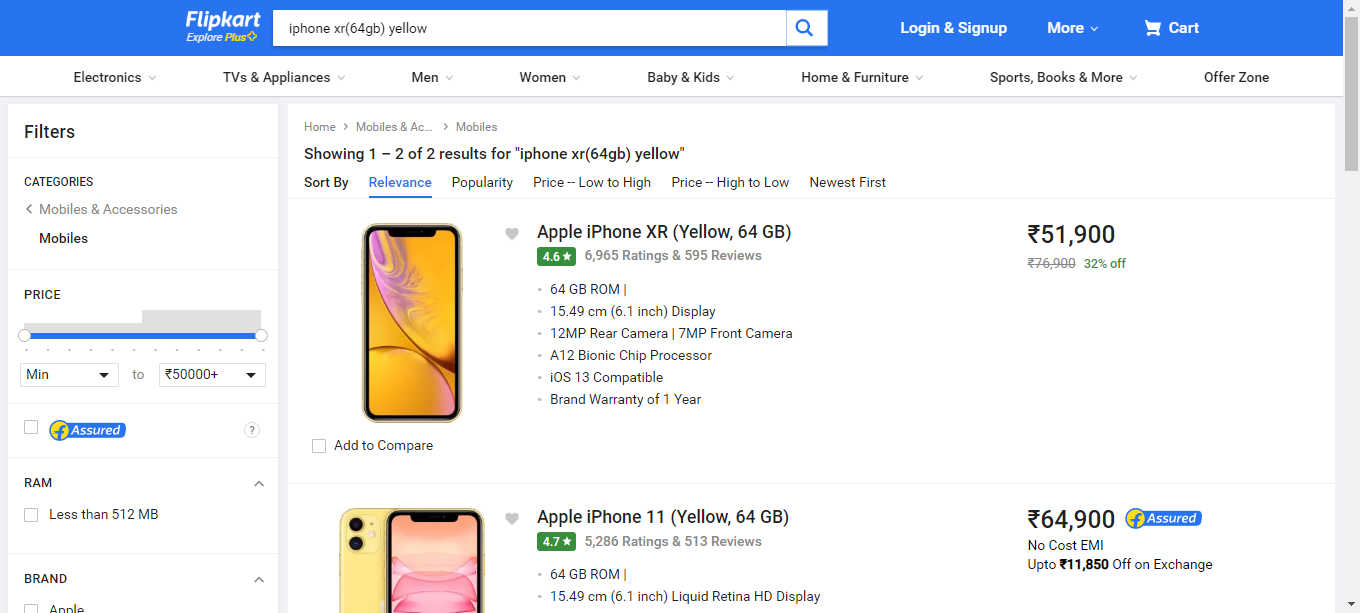 Flipkart
Explore Plus
iphone xr(64gb) yellow
Login & Signup
More
Cart
Electronics
TVs & Appliances
Men
Women
Baby & Kids
Home & Furniture
Sports, Books & More
Offer Zone
Filters
CATEGORIES
Mobiles & Accessories
Mobiles
PRICE
Min
to
₹50000+
Assured
?
RAM
Less than 512 MB
BRAND
Apple
Home
Mobiles & Ac...
Mobiles
Showing 1 – 2 of 2 results for "iphone xr(64gb) yellow"
Sort By
Relevance
Popularity
Price -- Low to High
Price -- High to Low
Newest First
Apple iPhone XR (Yellow, 64 GB)
4.6 ★ 6,965 Ratings & 595 Reviews
64 GB ROM |
15.49 cm (6.1 inch) Display
12MP Rear Camera | 7MP Front Camera
A12 Bionic Chip Processor
iOS 13 Compatible
Brand Warranty of 1 Year
₹51,900
₹76,900 32% off
Add to Compare
Apple iPhone 11 (Yellow, 64 GB)
4.7 ★ 5,286 Ratings & 513 Reviews
64 GB ROM |
15.49 cm (6.1 inch) Liquid Retina HD Display
₹64,900
Assured
No Cost EMI
Upto ₹11,850 Off on Exchange